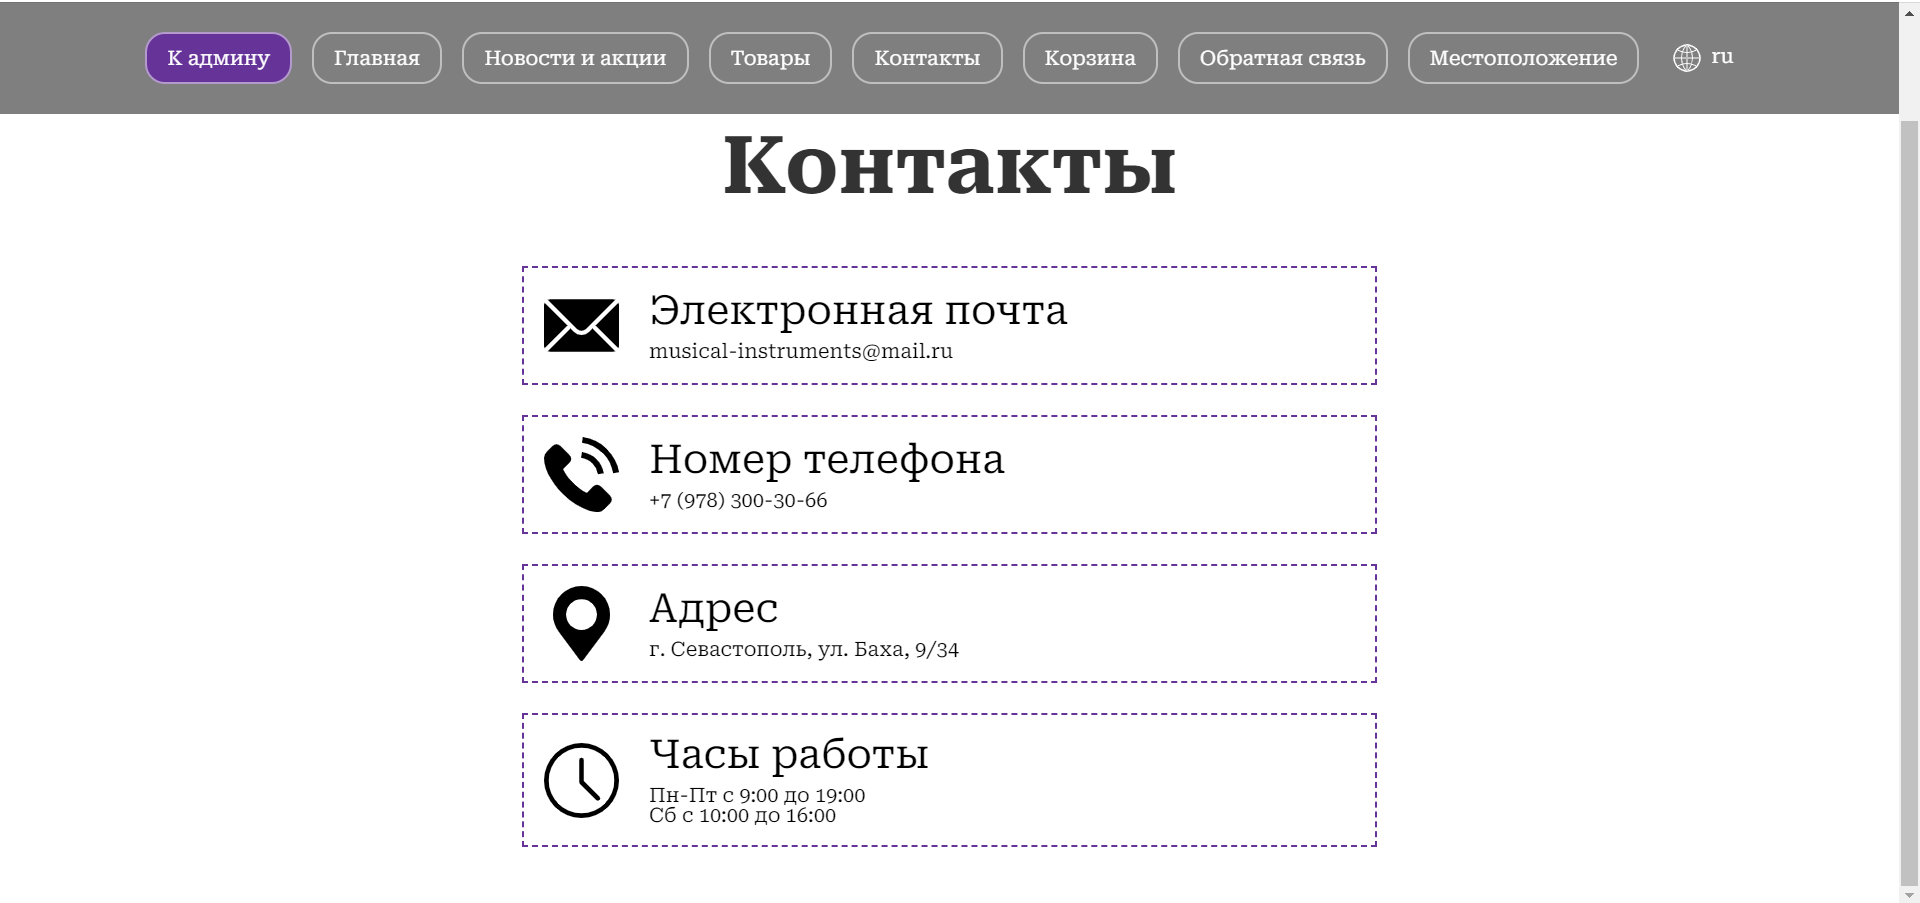 К админу
Главная
Новости и акции
Товары
Контакты
Корзина
Обратная связь
Местоположение
ru
Контакты
Электронная почта
musical-instruments@mail.ru
Номер телефона
+7 (978) 300-30-66
Адрес
г. Севастополь, ул. Баха, 9/34
Часы работы
Пн-Пт с 9:00 до 19:00
Сб с 10:00 до 16:00